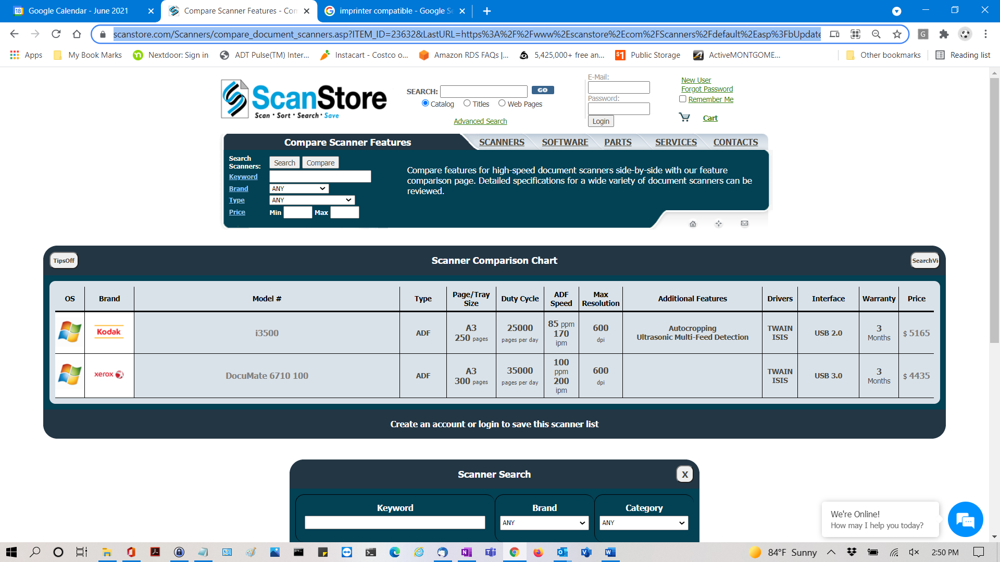 18 Google Calendar - June 2021
Compare Scanner Features - Con
imprinter compatible - Google Se
scanstore.com/Scanners/compare_document_scanners.asp?ITEM_ID=23632&LastURL=https%3A%2F%2Fwww%2Escanstore%2Ecom%2FScanners%2Fdefault%2Easp%3FbUpdate
Apps My Book Marks Nextdoor: Sign in ADT Pulse(TM) Inter... Instacart - Costco o... Amazon RDS FAQs |... 5,425,000+ free an... $1 Public Storage ActiveMONTGOME... Other bookmarks Reading list
ScanStore
Scan · Sort · Search · Save
SEARCH: GO
Catalog Titles Web Pages
Advanced Search
E-Mail:
Password:
Login
New User
Forgot Password
Remember Me
Cart
Compare Scanner Features
SCANNERS SOFTWARE PARTS SERVICES CONTACTS
Search
Scanners:
Search Compare
Keyword
Brand ANY
Type ANY
Price Min Max
Compare features for high-speed document scanners side-by-side with our feature
comparison page. Detailed specifications for a wide variety of document scanners can be
reviewed.
TipsOff
Scanner Comparison Chart
SearchVi
OS Brand Model # Type Page/Tray Size Duty Cycle ADF Speed Max Resolution Additional Features Drivers Interface Warranty Price
Kodak i3500 ADF A3 250 pages 25000 pages per day 85 ppm 170 ipm 600 dpi Autocropping Ultrasonic Multi-Feed Detection TWAIN ISIS USB 2.0 3 Months $ 5165
xerox DocuMate 6710 100 ADF A3 300 pages 35000 pages per day 100 ppm 200 ipm 600 dpi TWAIN ISIS USB 3.0 3 Months $ 4435
Create an account or login to save this scanner list
Scanner Search
X
Keyword Brand Category
ANY ANY
We're Online!
How may I help you today?
84°F Sunny
2:50 PM